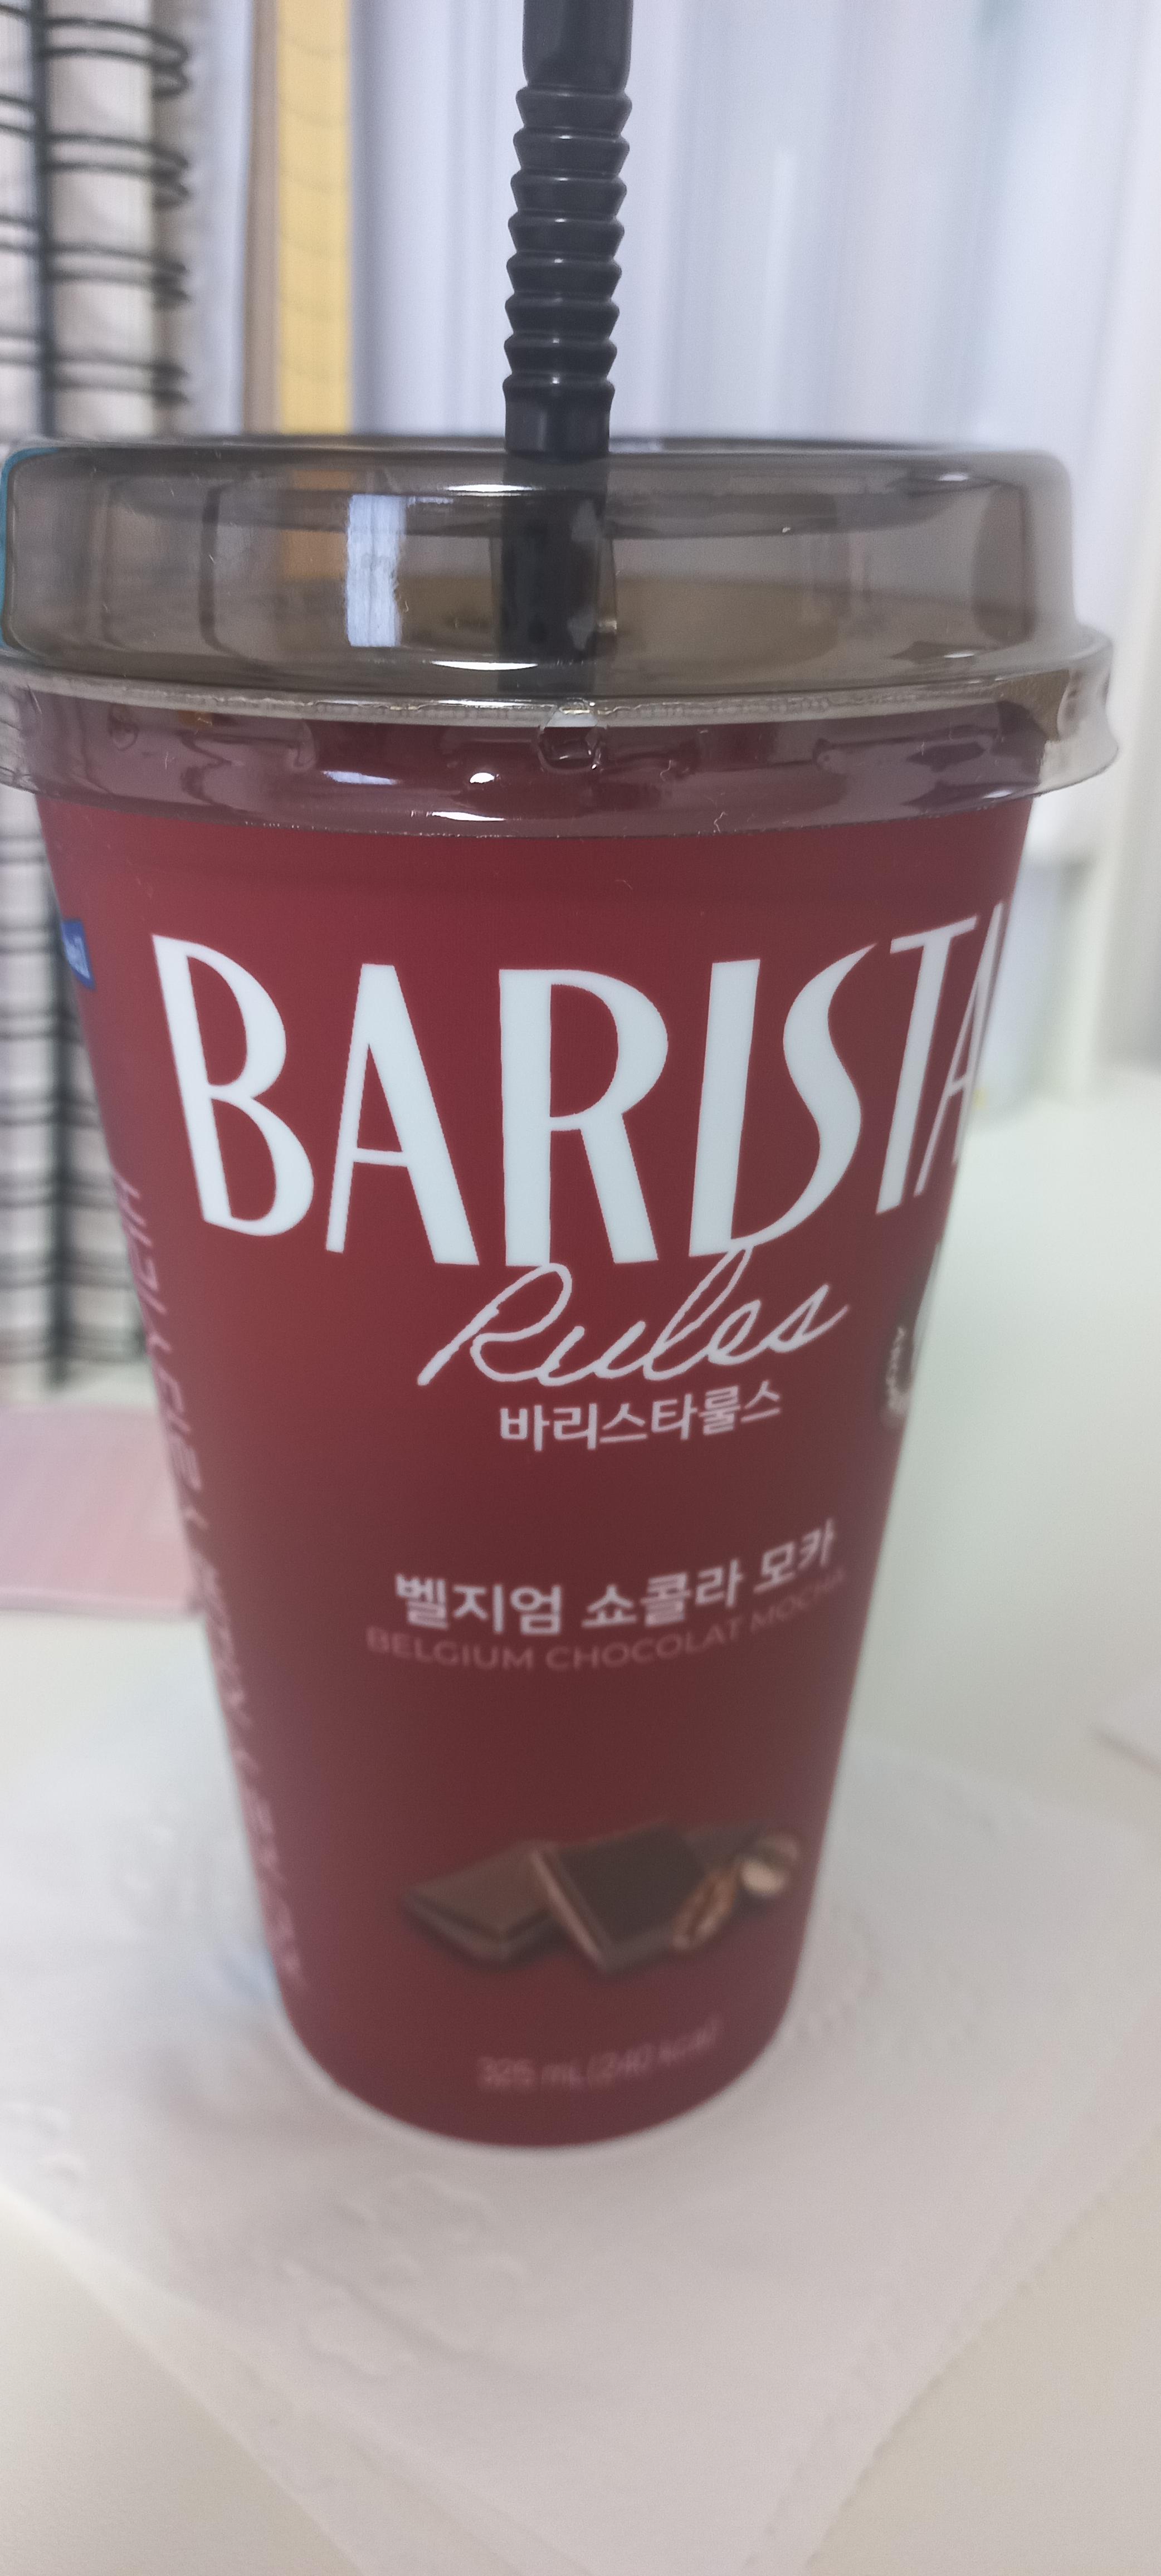 BARISTA
Rules
바리스타룰스
벨지엄 쇼콜라 모카
BELGIUM CHOCOLAT MOCHA
325 mL (240 kcal)